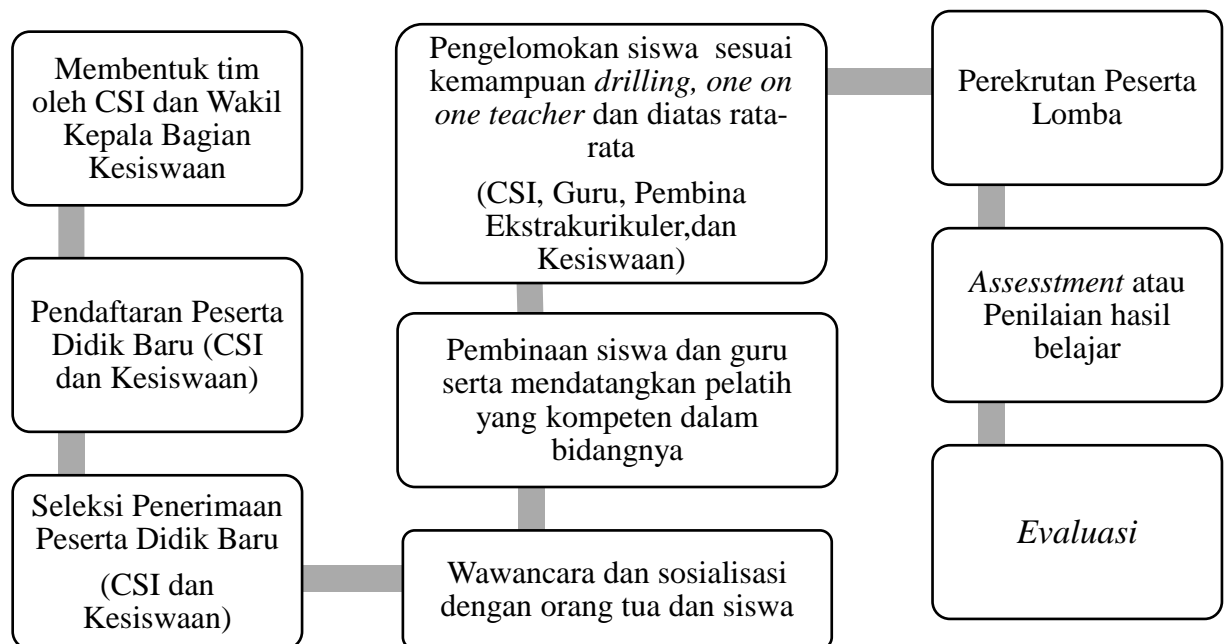 Membentuk tim
oleh CSI dan Wakil
Kepala Bagian
Kesiswaan
Pendaftaran Peserta
Didik Baru (CSI
dan Kesiswaan)
Seleksi Penerimaan
Peserta Didik Baru
(CSI dan
Kesiswaan)
Wawancara dan sosialisasi
dengan orang tua dan siswa
Pembinaan siswa dan guru
serta mendatangkan pelatih
yang kompeten dalam
bidangnya
Pengelomokan siswa sesuai
kemampuan drilling, one on
one teacher dan diatas rata-
rata
(CSI, Guru, Pembina
Ekstrakurikuler,dan
Kesiswaan)
Perekrutan Peserta
Lomba
Assesstment atau
Penilaian hasil
belajar
Evaluasi